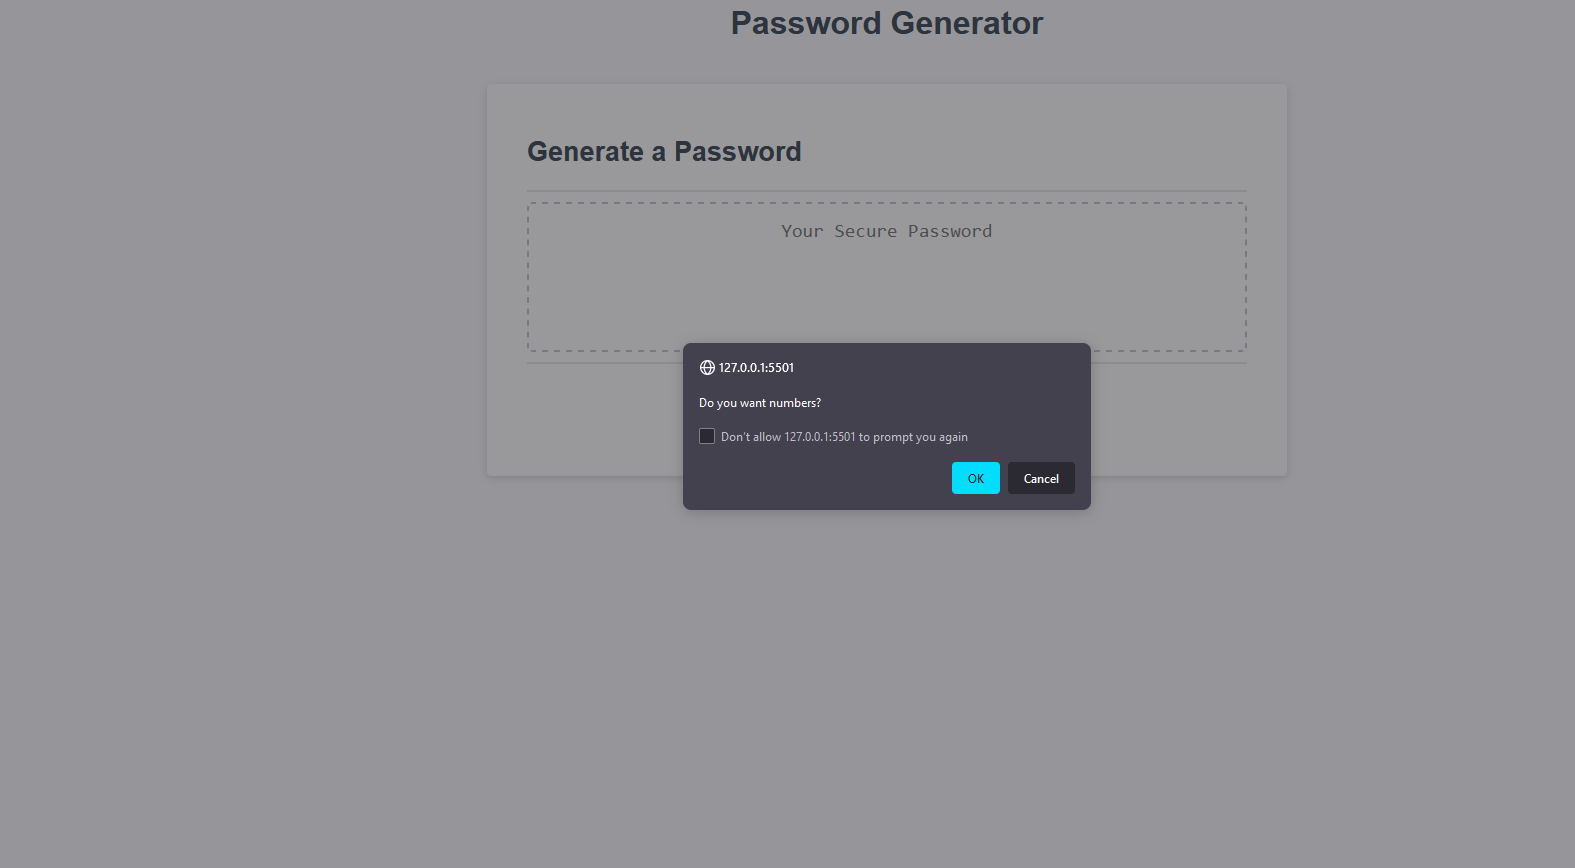 Password Generator
Generate a Password
Your Secure Password
127.0.0.1:5501
Do you want numbers?
Don't allow 127.0.0.1:5501 to prompt you again
OK Cancel